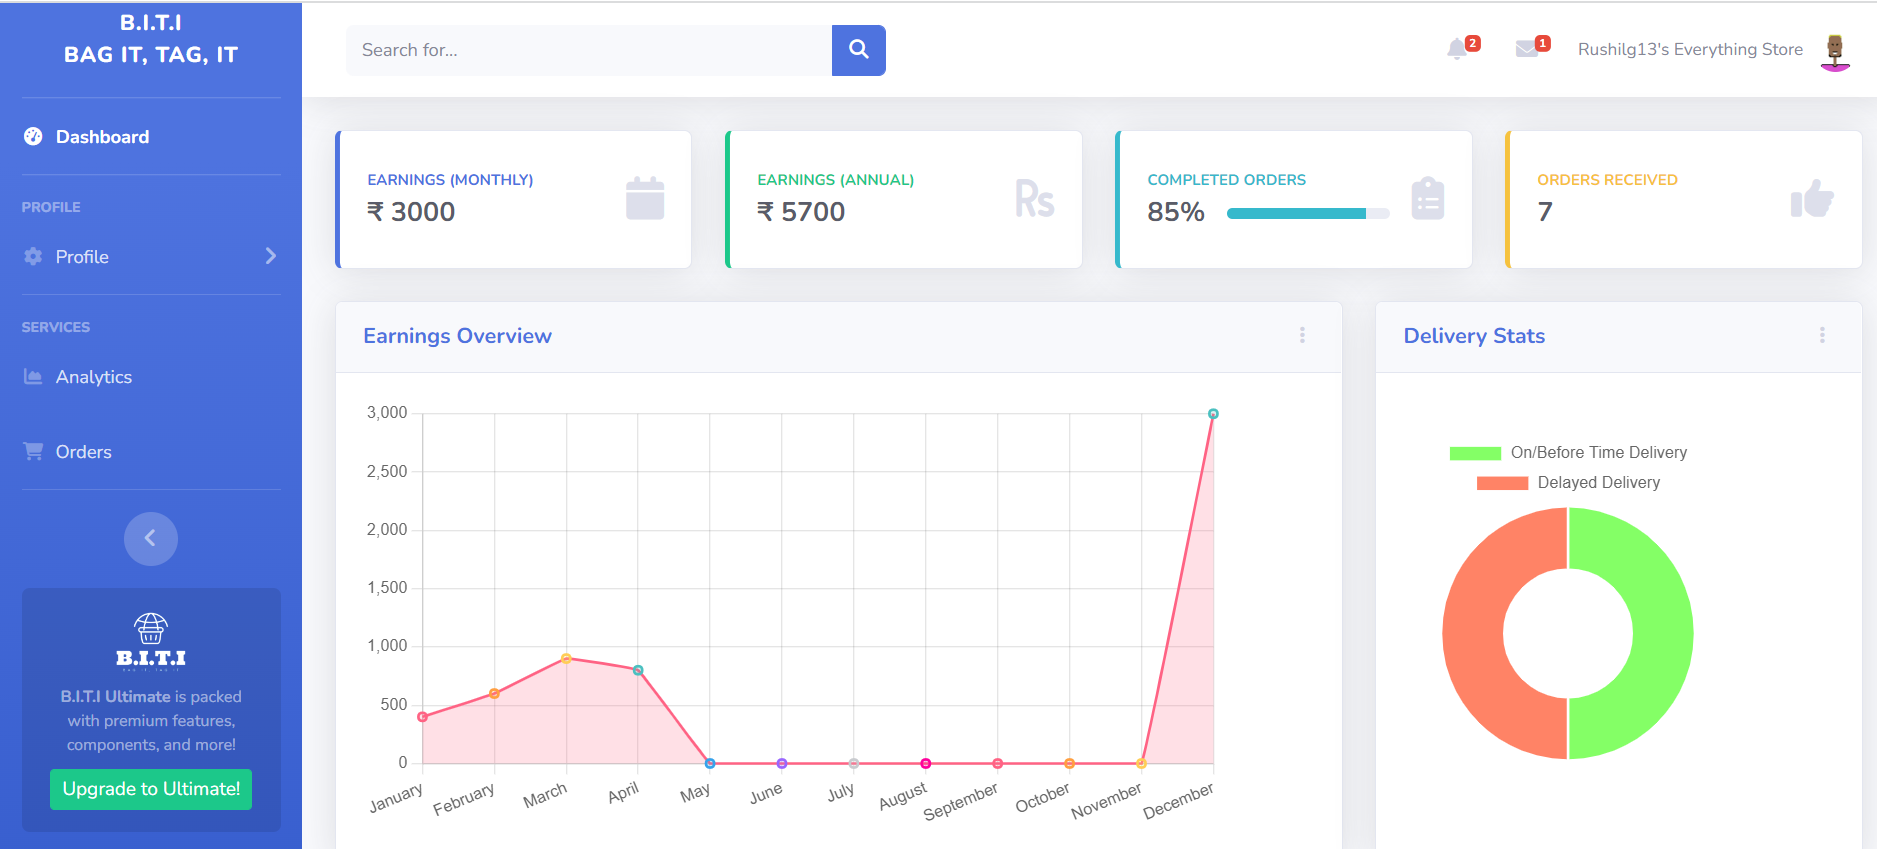 B.I.T.I
BAG IT, TAG, IT
Search for...
2
1
Rushilg13's Everything Store
Dashboard
PROFILE
Profile
SERVICES
Analytics
Orders
B.I.T.I
B.I.T.I Ultimate is packed
with premium features,
components, and more!
Upgrade to Ultimate!
EARNINGS (MONTHLY)
₹ 3000
EARNINGS (ANNUAL)
₹ 5700
Rs
COMPLETED ORDERS
85%
ORDERS RECEIVED
7
Earnings Overview
3,000
2,500
2,000
1,500
1,000
500
0
January
February
March
April
May
June
July
August
September
October
November
December
Delivery Stats
On/Before Time Delivery
Delayed Delivery